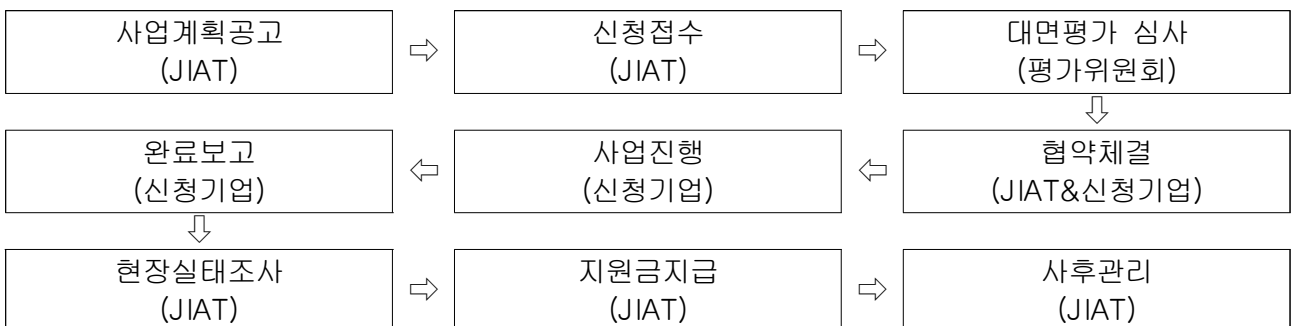 사업계획공고
(JIAT)
신청접수
(JIAT)
대면평가 심사
(평가위원회)
협약체결
(JIAT&신청기업)
사업진행
(신청기업)
완료보고
(신청기업)
현장실태조사
(JIAT)
지원금지급
(JIAT)
사후관리
(JIAT)